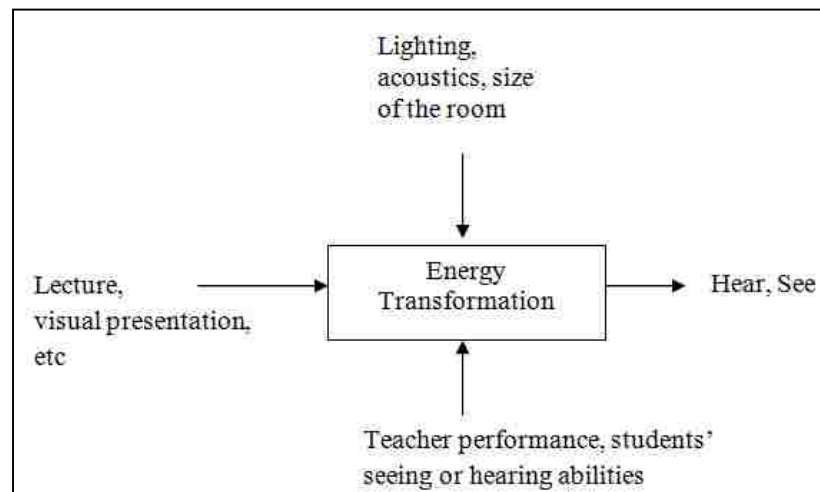 Lighting,
acoustics, size
of the room
Energy
Transformation
Lecture,
visual presentation,
etc
Hear, See
Teacher performance, students’
seeing or hearing abilities